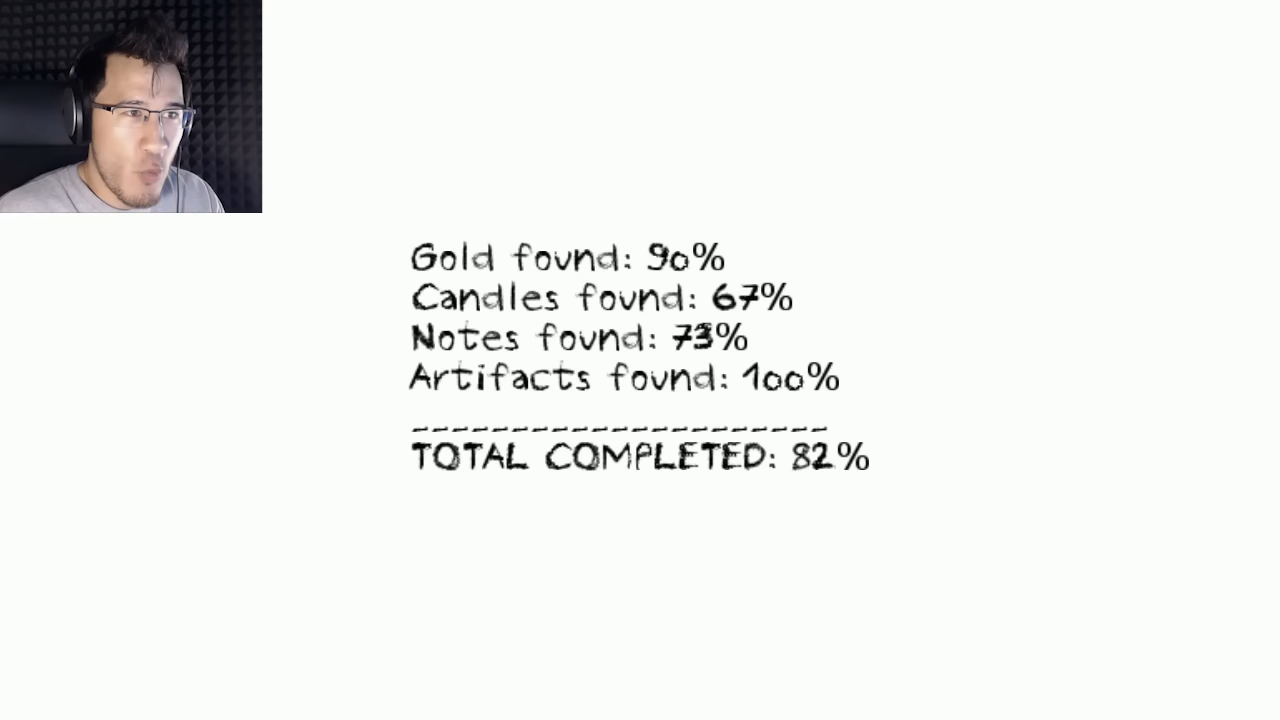 Gold found: 90%
Candles found: 67%
Notes found: 73%
Artifacts found: 100%
_ _ _ _ _ _ _ _ _ _ _ _ _ _ _ _ _ _ _ _ _
TOTAL COMPLETED: 82%